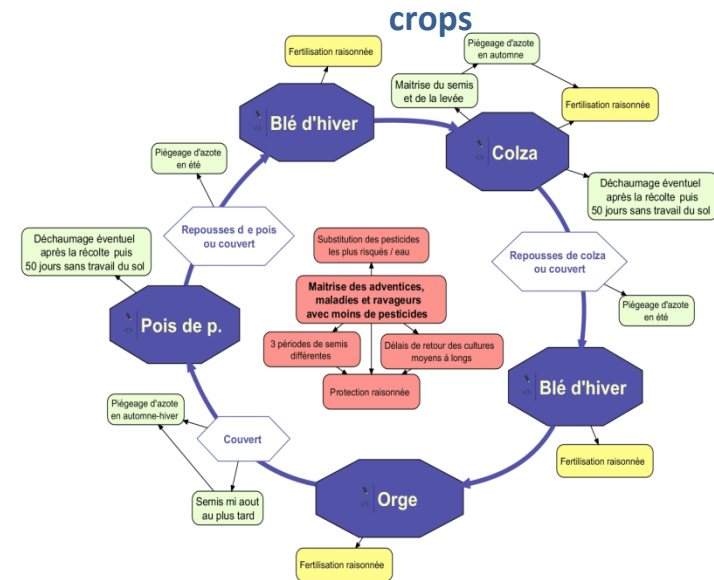 crops
Fertilisation raisonnée
Piégeage d'azote
en automne
Maitrise du semis
et de la levée
Fertilisation raisonnée
Blé d'hiver
Colza
Piégeage d'azote
en été
Déchaumage éventuel
après la récolte puis
50 jours sans travail du sol
Repousses d e pois
ou couvert
Déchaumage éventuel
après la récolte puis
50 jours sans travail du sol
Substitution des pesticides
les plus risqués / eau
Repousses de colza
ou couvert
Maitrise des adventices,
maladies et ravageurs
avec moins de pesticides
Piégeage d'azote
en été
Pois de p.
3 périodes de semis
différentes
Délais de retour des cultures
moyens á longs
Protection raisonnée
Blé d'hiver
Piégeage d'azote
en automne-hiver
Couvert
Fertilisation raisonnée
Semis mi aout
au plus tard
Orge
Fertilisation raisonnée